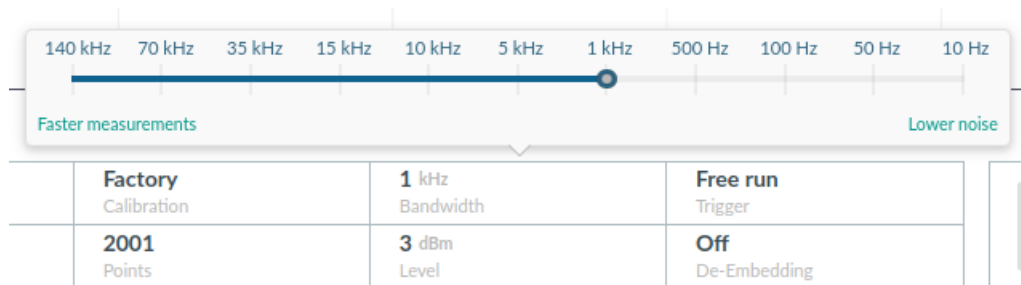 140 kHz 70 kHz 35 kHz 15 kHz 10 kHz 5 kHz 1 kHz 500 Hz 100 Hz 50 Hz 10 Hz
Faster measurements Lower noise
Factory 1 kHz Free run
Calibration Bandwidth Trigger
2001 3 dBm Off
Points Level De-Embedding